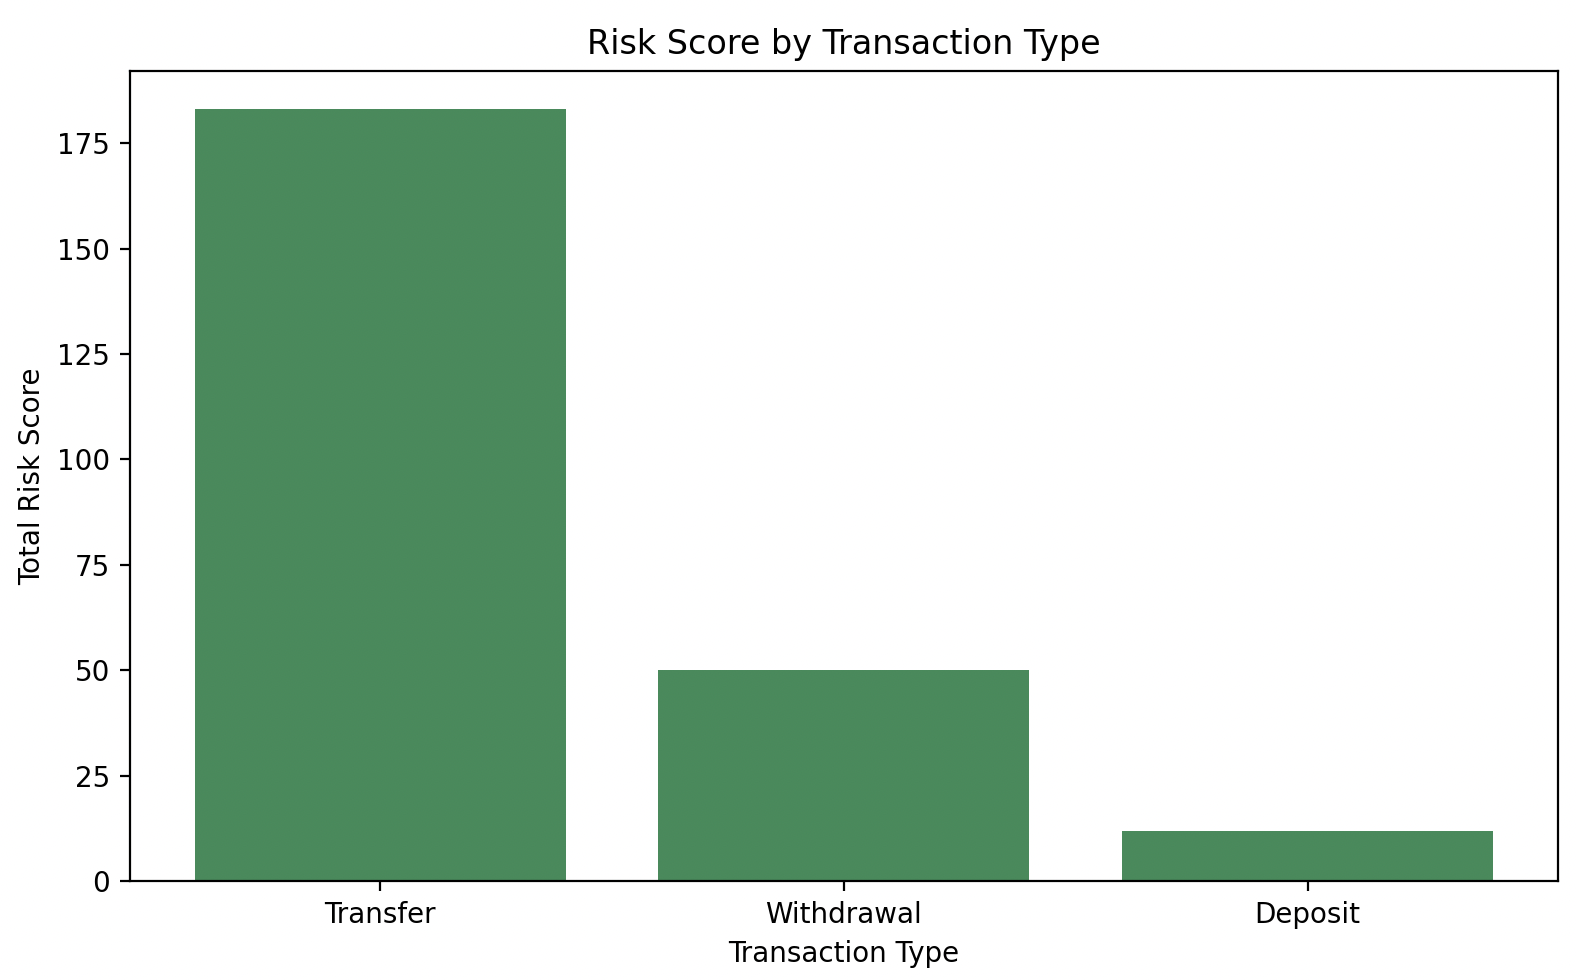 Risk Score by Transaction Type
Total Risk Score
175
150
125
100
75
50
25
0
Transfer
Withdrawal
Deposit
Transaction Type